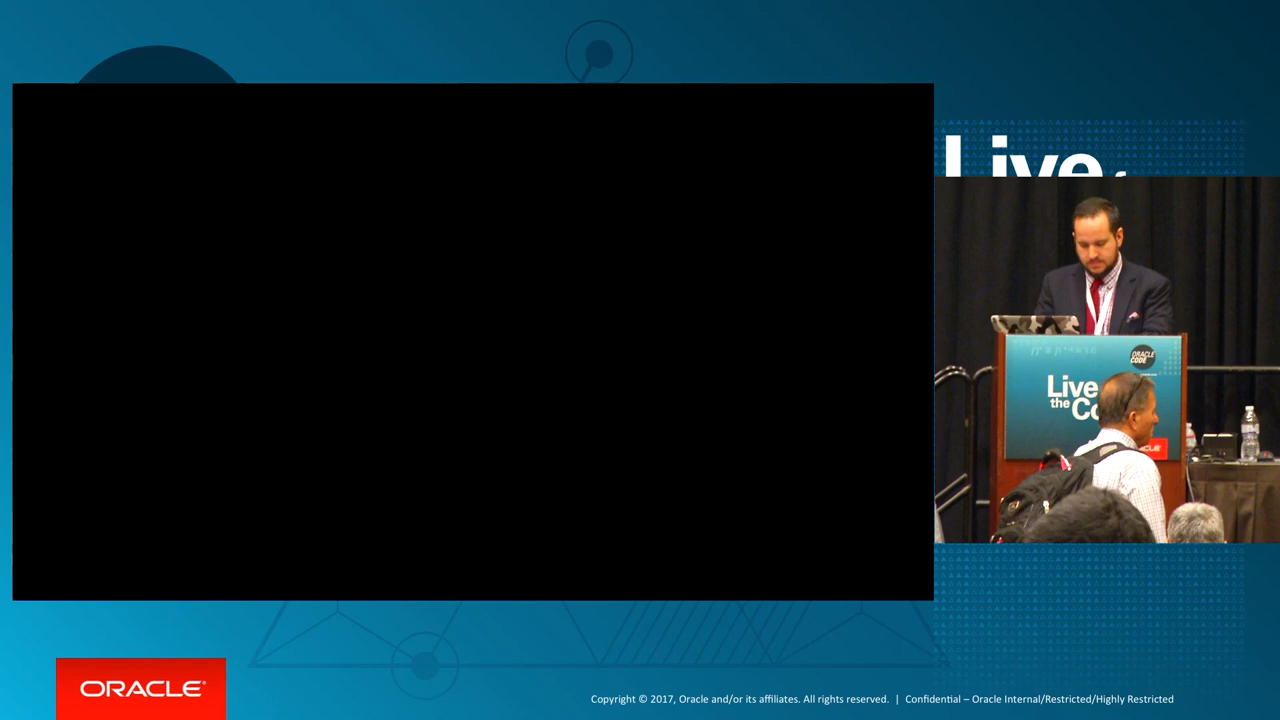 Live
ORACLE
CODE
Live
the Co
CLE
ORACLE
Copyright © 2017, Oracle and/or its affiliates. All rights reserved. | Confidential – Oracle Internal/Restricted/Highly Restricted